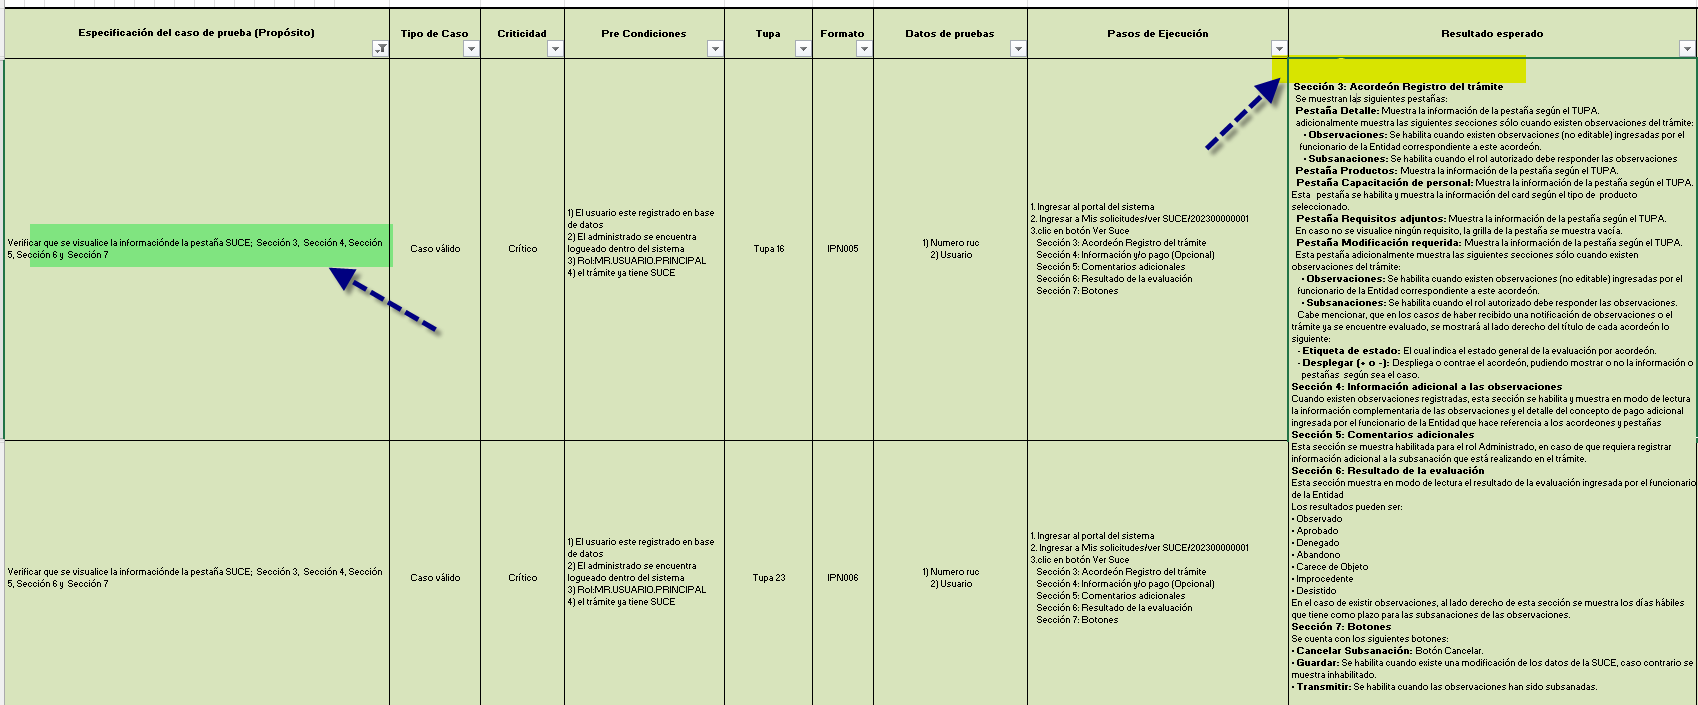 Especificación del caso de prueba (Propósito)
Tipo de Caso
Criticidad
Pre Condiciones
Tupa
Formato
Datos de pruebas
Pasos de Ejecución
Resultado esperado
Verificar que se visualice la informaciónde la pestaña SUCE; Sección 3, Sección 4, Sección
5, Sección 6 y Sección 7
Caso válido
Crítico
1) El usuario este registrado en base
de datos
2) El administrado se encuentra
logueado dentro del sistema
3) Rol:MR.USUARIO.PRINCIPAL
4) el trámite ya tiene SUCE
Tupa 16
IPN005
1) Numero ruc
2) Usuario
1. Ingresar al portal del sistema
2. Ingresar a Mis solicitudes/ver SUCE/202300000001
3.clic en botón Ver Suce
Sección 3: Acordeón Registro del trámite
Sección 4: Información y/o pago (Opcional)
Sección 5: Comentarios adicionales
Sección 6: Resultado de la evaluación
Sección 7: Botones
Verificar que se visualice la informaciónde la pestaña SUCE; Sección 3, Sección 4, Sección
5, Sección 6 y Sección 7
Caso válido
Crítico
1) El usuario este registrado en base
de datos
2) El administrado se encuentra
logueado dentro del sistema
3) Rol:MR.USUARIO.PRINCIPAL
4) el trámite ya tiene SUCE
Tupa 23
IPN006
1) Numero ruc
2) Usuario
1. Ingresar al portal del sistema
2. Ingresar a Mis solicitudes/ver SUCE/202300000001
3.clic en botón Ver Suce
Sección 3: Acordeón Registro del trámite
Sección 4: Información y/o pago (Opcional)
Sección 5: Comentarios adicionales
Sección 6: Resultado de la evaluación
Sección 7: Botones
Sección 3: Acordeón Registro del trámite
Se muestran las siguientes pestañas:
Pestaña Detalle: Muestra la información de la pestaña según el TUPA.
adicionalmente muestra las siguientes secciones sólo cuando existen observaciones del trámite:
• Observaciones: Se habilita cuando existen observaciones (no editable) ingresadas por el
funcionario de la Entidad correspondiente a este acordeón.
• Subsanaciones: Se habilita cuando el rol autorizado debe responder las observaciones
Pestaña Productos: Muestra la información de la pestaña según el TUPA.
Pestaña Capacitación de personal: Muestra la información de la pestaña según el TUPA.
Esta pestaña se habilita y muestra la información del card según el tipo de producto
seleccionado.
Pestaña Requisitos adjuntos: Muestra la información de la pestaña según el TUPA.
En caso no se visualice ningún requisito, la grilla de la pestaña se muestra vacía.
Pestaña Modificación requerida: Muestra la información de la pestaña según el TUPA.
Esta pestaña adicionalmente muestra las siguientes secciones sólo cuando existen
observaciones del trámite:
• Observaciones: Se habilita cuando existen observaciones (no editable) ingresadas por el
funcionario de la Entidad correspondiente a este acordeón.
• Subsanaciones: Se habilita cuando el rol autorizado debe responder las observaciones.
Cabe mencionar, que en los casos de haber recibido una notificación de observaciones o el
trámite ya se encuentre evaluado, se mostrará al lado derecho del título de cada acordeón lo
siguiente:
- Etiqueta de estado: El cual indica el estado general de la evaluación por acordeón.
- Desplegar (+ o -): Despliega o contrae el acordeón, pudiendo mostrar o no la información o
pestañas según sea el caso.
Sección 4: Información adicional a las observaciones
Cuando existen observaciones registradas, esta sección se habilita y muestra en modo de lectura
la información complementaria de las observaciones y el detalle del concepto de pago adicional
ingresada por el funcionario de la Entidad que hace referencia a los acordeones y pestañas
Sección 5: Comentarios adicionales
Esta sección se muestra habilitada para el rol Administrado, en caso de que requiera registrar
información adicional a la subsanación que está realizando en el trámite.
Sección 6: Resultado de la evaluación
Esta sección muestra en modo de lectura el resultado de la evaluación ingresada por el funcionario
de la Entidad
Los resultados pueden ser:
• Observado
• Aprobado
• Denegado
• Abandono
• Carece de Objeto
• Improcedente
• Desistido
En el caso de existir observaciones, al lado derecho de esta sección se muestra los días hábiles
que tiene como plazo para las subsanaciones de las observaciones.
Sección 7: Botones
Se cuenta con los siguientes botones:
• Cancelar Subsanación: Botón Cancelar.
• Guardar: Se habilita cuando existe una modificación de los datos de la SUCE, caso contrario se
muestra inhabilitado.
• Transmitir: Se habilita cuando las observaciones han sido subsanadas.